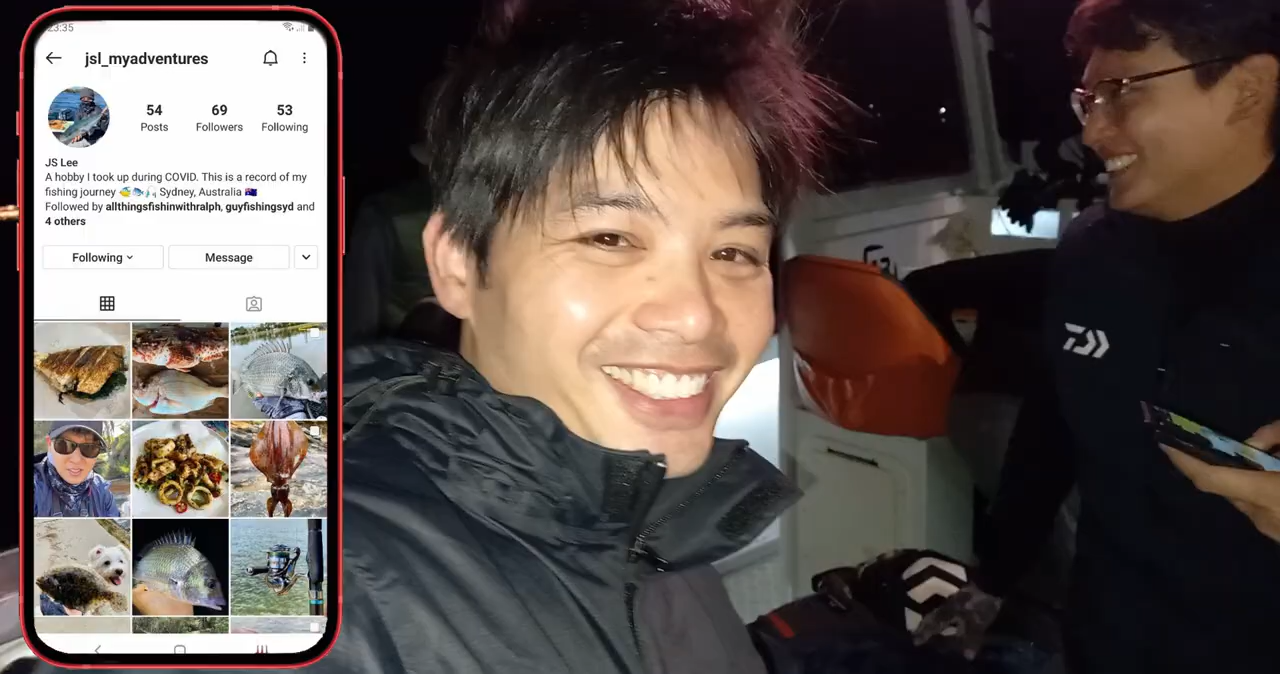 23:35
jsl_myadventures
54
69
53
Posts
Followers
Following
JS Lee
A hobby I took up during COVID. This is a record of my
fishing journey 🎣🐟🌬 Sydney, Australia 🇦🇺
Followed by allthingsfishinwithralph, guyfishingsyd and
4 others
Following
Message